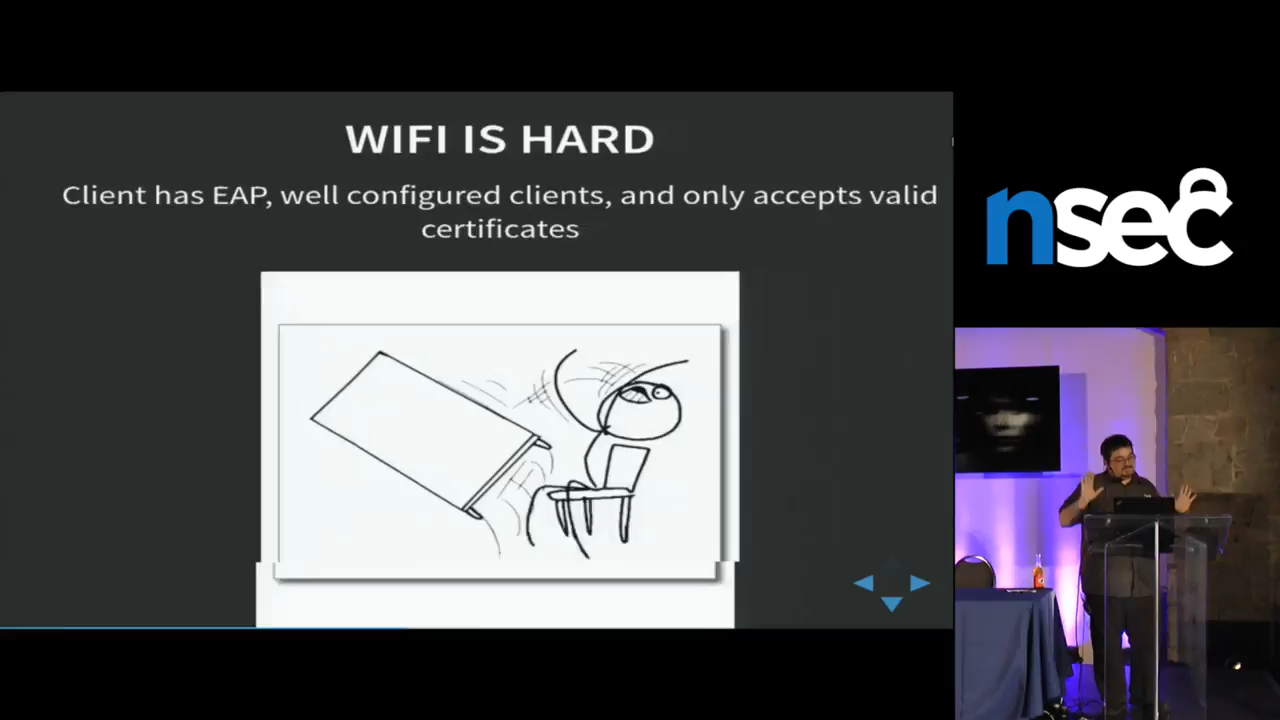 WIFI IS HARD
Client has EAP, well configured clients, and only accepts valid
certificates
nsec